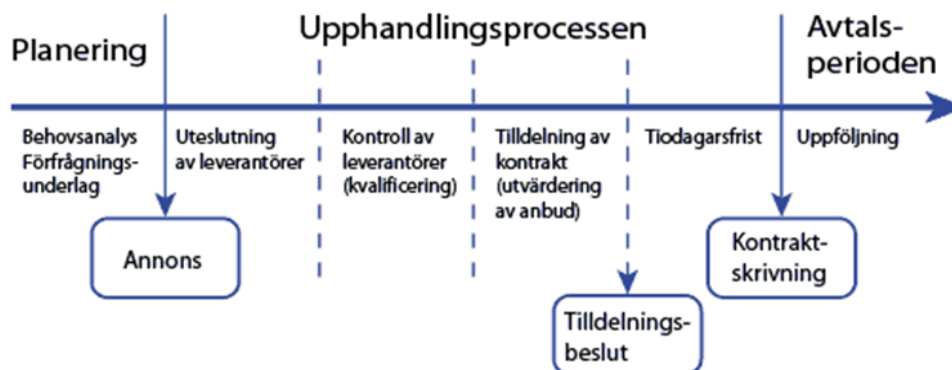 Planering
Upphandlingsprocessen
Avtals-
perioden
Behovsanalys
Förfrågnings-
underlag
Uteslutning
av leverantörer
Kontroll av
leverantörer
(kvalificering)
Tilldelning av
kontrakt
(utvärdering
av anbud)
Tiodagarsfrist
Uppföljning
Annons
Tilldelnings-
beslut
Kontrakt-
skrivning